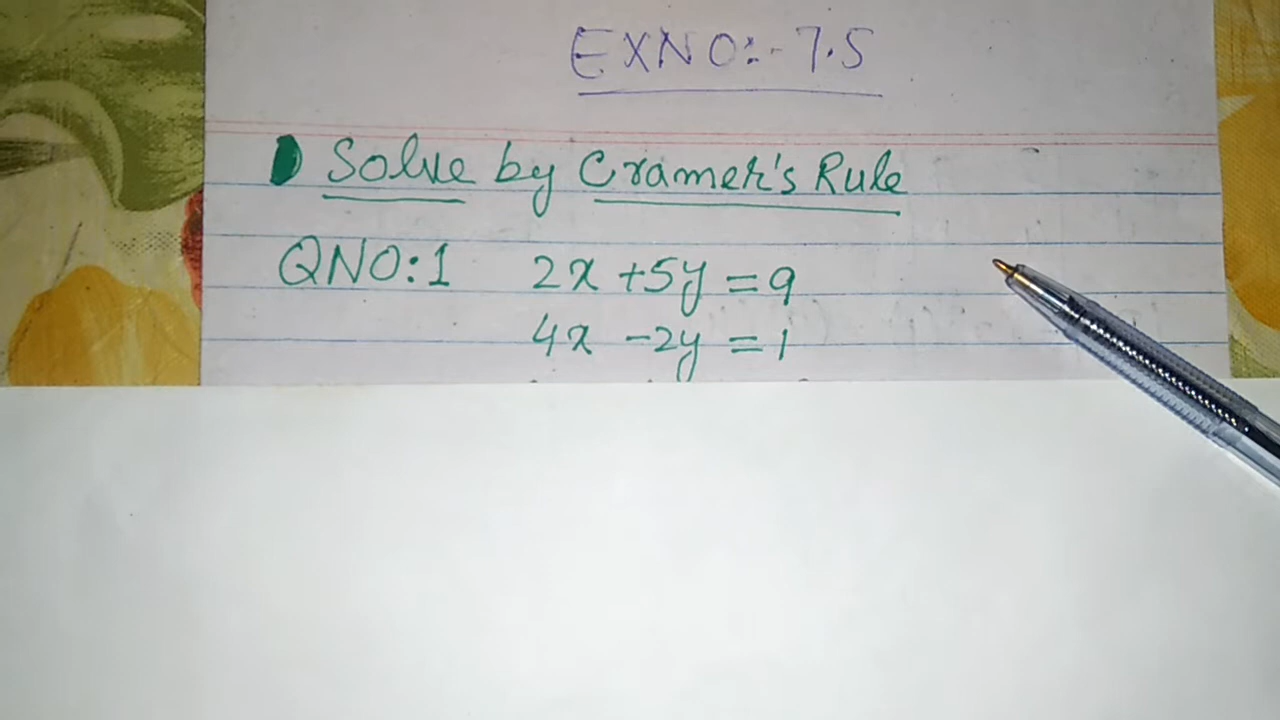 EXNO:-7.5
Solve by Cramer's Rule
QNO:1 2x +5y = 9
4x -2y = 1